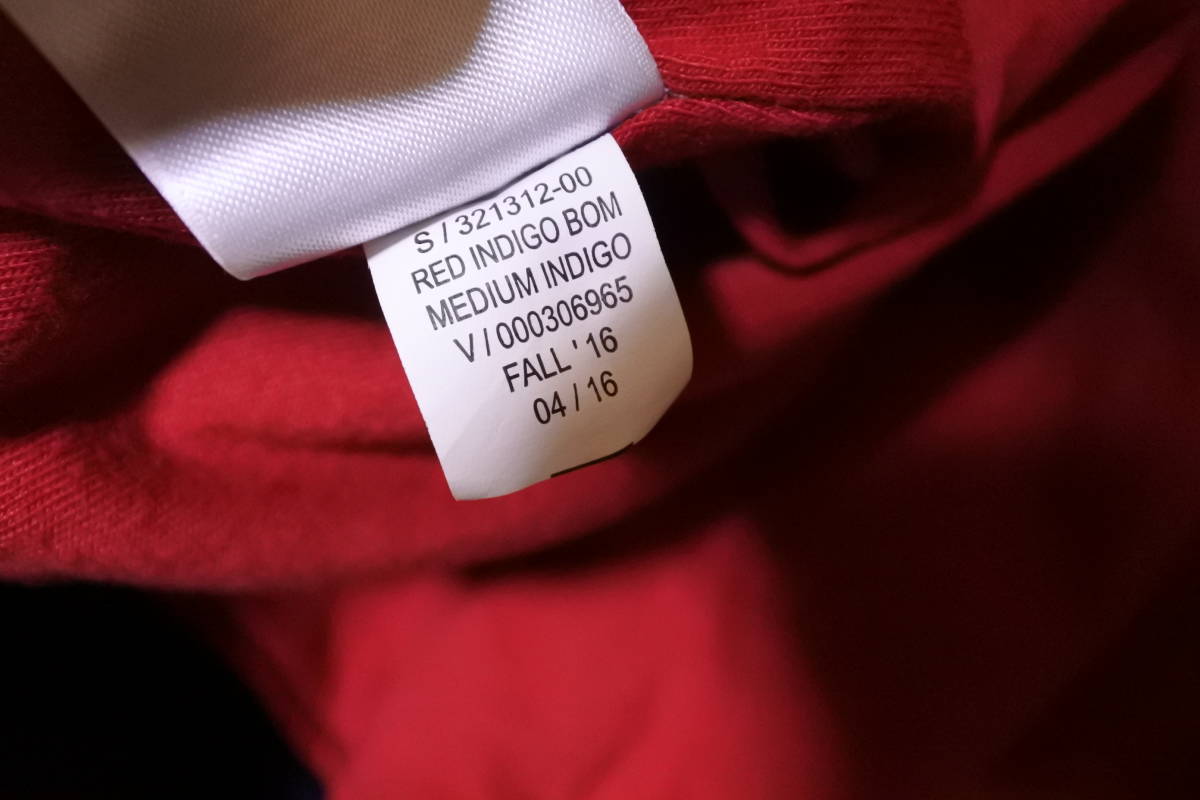 S / 321312-00
RED INDIGO BOM
MEDIUM INDIGO
V / 000306965
FALL ' 16
04 / 16